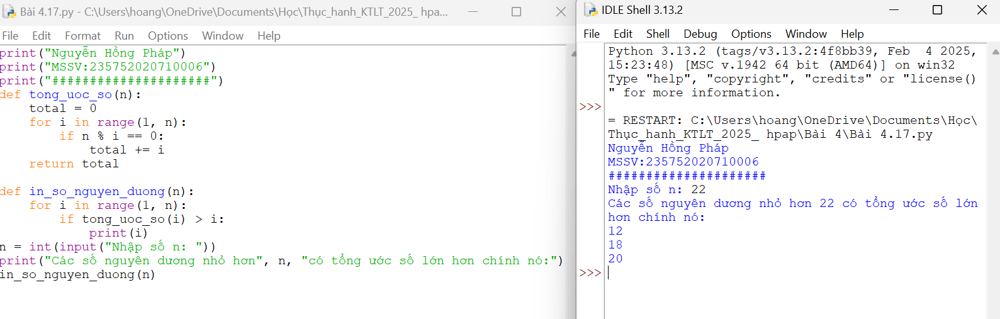 Bài 4.17.py - C:\Users\hoang\OneDrive\Documents\Học\Thực_hanh_KTLT_2025_ hpa...
File Edit Format Run Options Window Help
print("Nguyễn Hồng Pháp")
print("MSSV:235752020710006")
print("#####################")
def tong_uoc_so(n):
    total = 0
    for i in range(1, n):
        if n % i == 0:
            total += i
    return total

def in_so_nguyen_duong(n):
    for i in range(1, n):
        if tong_uoc_so(i) > i:
            print(i)
n = int(input("Nhập số n: "))
print("Các số nguyên dương nhỏ hơn", n, "có tổng ước số lớn hơn chính nó:")
in_so_nguyen_duong(n)
IDLE Shell 3.13.2
File Edit Shell Debug Options Window Help
Python 3.13.2 (tags/v3.13.2:4f8bb39, Feb  4 2025,
15:23:48) [MSC v.1942 64 bit (AMD64)] on win32
Type "help", "copyright", "credits" or "license()
" for more information.
>>>
= RESTART: C:\Users\hoang\OneDrive\Documents\Học\
Thực_hanh_KTLT_2025_ hpap\Bài 4\Bài 4.17.py
Nguyễn Hồng Pháp
MSSV:235752020710006
#####################
Nhập số n: 22
Các số nguyên dương nhỏ hơn 22 có tổng ước số lớn
hơn chính nó:
12
18
20
>>>